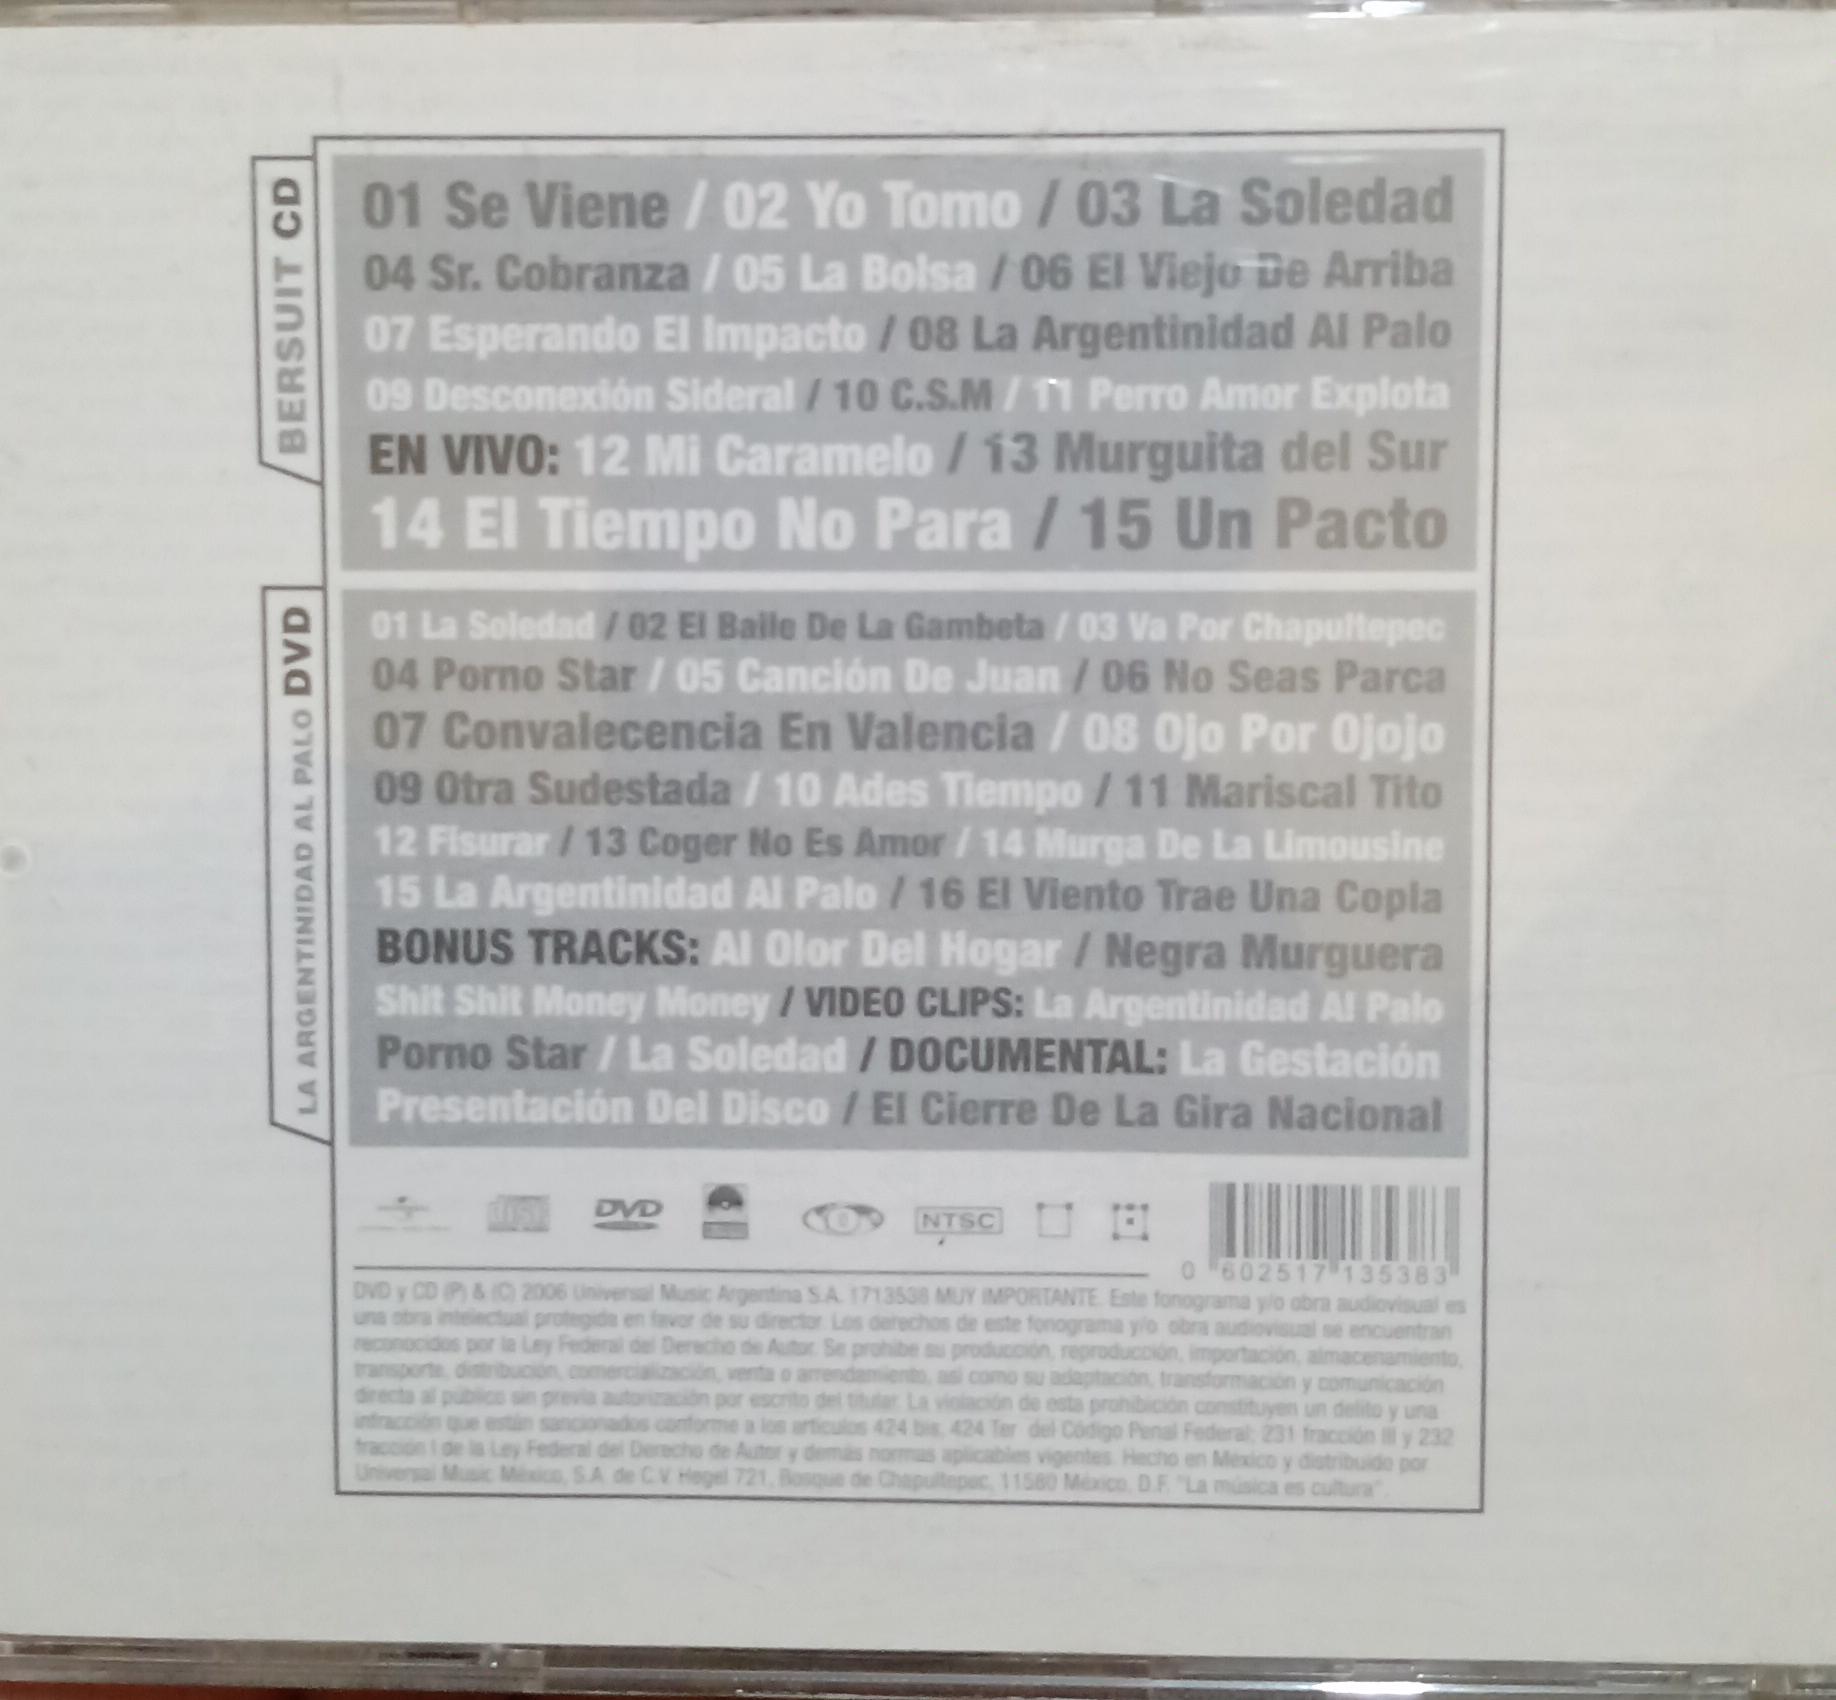 BERSUIT CD
01 Se Viene / 02 Yo Tomo / 03 La Soledad
04 Sr. Cobranza / 05 La Bolsa / 06 El Viejo De Arriba
07 Esperando El Impacto / 08 La Argentinidad Al Palo
09 Desconexión Sideral / 10 C.S.M / 11 Perro Amor Explota
EN VIVO: 12 Mi Caramelo / 13 Murguita del Sur
14 El Tiempo No Para / 15 Un Pacto
LA ARGENTINIDAD AL PALO DVD
01 La Soledad / 02 El Baile De La Gambeta / 03 Va Por Chapultepec
04 Porno Star / 05 Canción De Juan / 06 No Seas Parca
07 Convalecencia En Valencia / 08 Ojo Por Ojojo
09 Otra Sudestada / 10 Ades Tiempo / 11 Mariscal Tito
12 Fisurar / 13 Coger No Es Amor / 14 Murga De La Limousine
15 La Argentinidad Al Palo / 16 El Viento Trae Una Copla
BONUS TRACKS: Al Olor Del Hogar / Negra Murguera
Shit Shit Money Money / VIDEO CLIPS: La Argentinidad Al Palo
Porno Star / La Soledad / DOCUMENTAL: La Gestación
Presentación Del Disco / El Cierre De La Gira Nacional
DVD
NTSC
0 602517 135383
DVD y CD (P) & (C) 2006 Universal Music Argentina S.A. 1713538 MUY IMPORTANTE. Este fonograma y/o obra audiovisual es
una obra intelectual protegida en favor de su director. Los derechos de este fonograma y/o obra audiovisual se encuentran
reconocidos por la Ley Federal del Derecho de Autor. Se prohibe su producción, reproducción, importación, almacenamiento,
transporte, distribución, comercialización, venta o arrendamiento, así como su adaptación, transformación y comunicación
directa al público sin previa autorización por escrito del titular. La violación de esta prohibición constituyen un delito y una
infracción que están sancionados conforme a los artículos 424 bis, 424 Ter del Código Penal Federal; 231 fracción III y 232
fracción I de la Ley Federal del Derecho de Autor y demás normas aplicables vigentes. Hecho en México y distribuido por
Universal Music México, S.A. de C.V. Hegel 721, Bosque de Chapultepec, 11580 México, D.F. "La música es cultura".